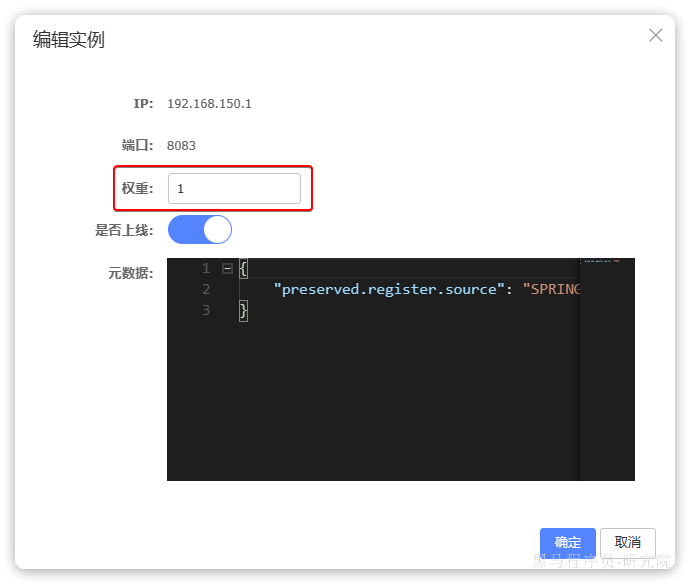 编辑实例
IP: 192.168.150.1
端口: 8083
权重: 1
是否上线:
元数据:
1 {
2 "preserved.register.source": "SPRING
3 }
确定 取消
黑马程序员-研究院